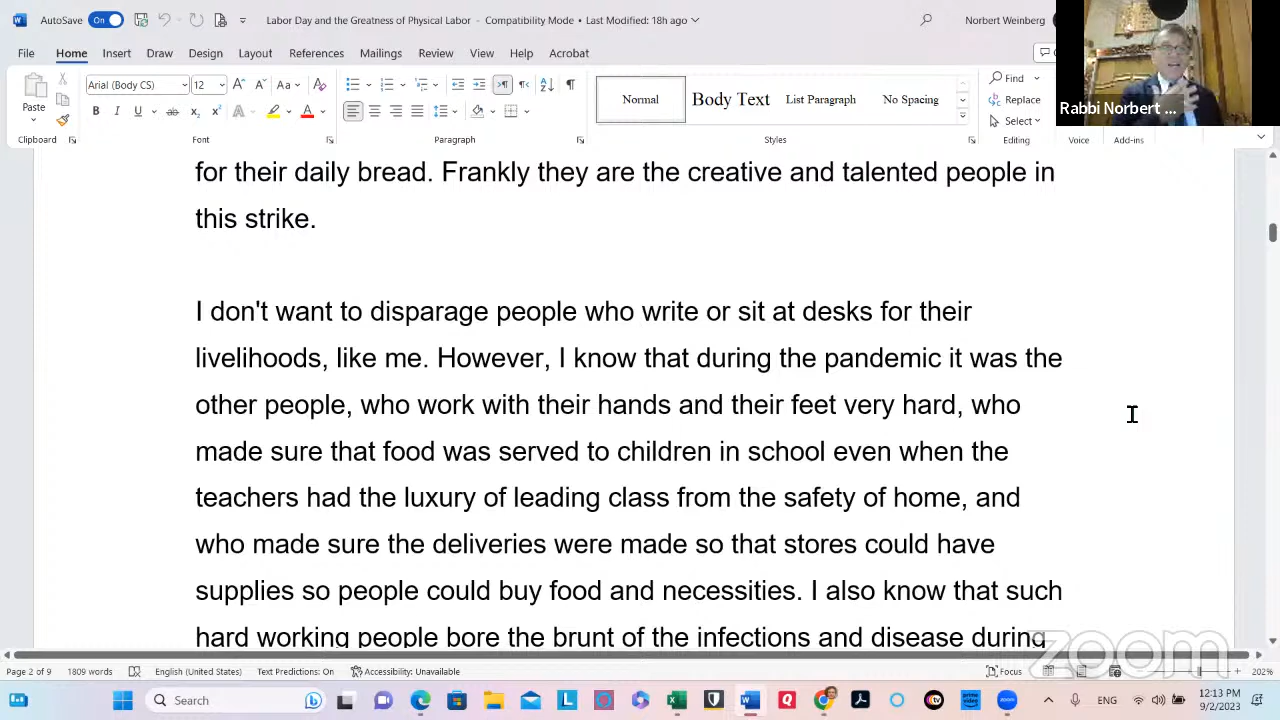 AutoSave On Labor Day and the Greatness of Physical Labor - Compatibility Mode • Last Modified: 18h ago Norbert Weinberg
File Home Insert Draw Design Layout References Mailings Review View Help Acrobat
Paste Arial (Body CS) 12 Normal Body Text List Paragraph No Spacing Find Replace Select
Clipboard Font Paragraph Styles Editing Voice Add-ins
Rabbi Norbert ...
for their daily bread. Frankly they are the creative and talented people in
this strike.
I don't want to disparage people who write or sit at desks for their
livelihoods, like me. However, I know that during the pandemic it was the
other people, who work with their hands and their feet very hard, who
made sure that food was served to children in school even when the
teachers had the luxury of leading class from the safety of home, and
who made sure the deliveries were made so that stores could have
supplies so people could buy food and necessities. I also know that such
hard working people bore the brunt of the infections and disease during
zoom
Page 2 of 9 1809 words English (United States) Text Predictions: On Accessibility: Unavailable Focus 202%
Search ENG 12:13 PM
9/2/2023